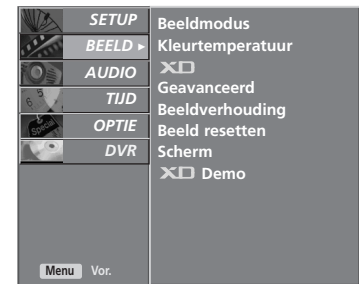 SETUP
BEELD ▸
AUDIO
TIJD
OPTIE
DVR
Menu Vor.
Beeldmodus
Kleurtemperatuur
XD
Geavanceerd
Beeldverhouding
Beeld resetten
Scherm
XD Demo